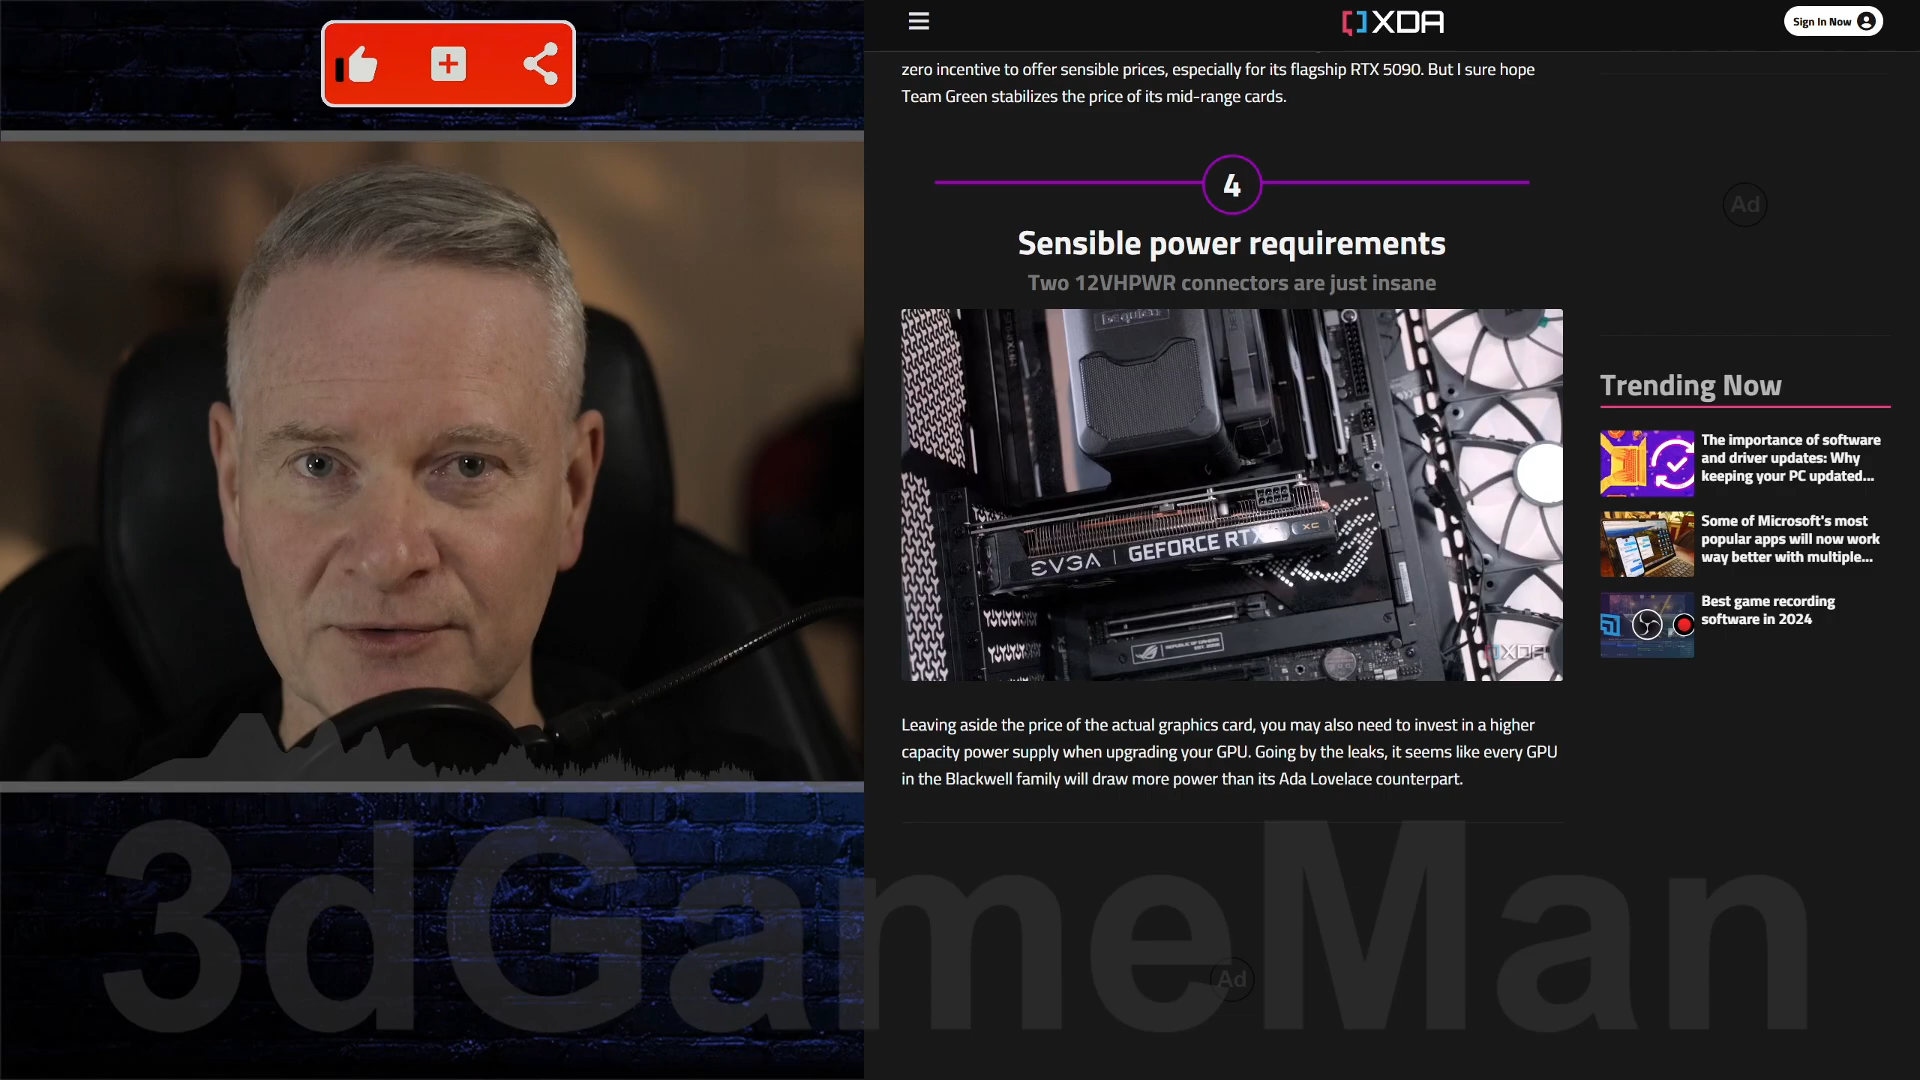 XDA
Sign In Now
zero incentive to offer sensible prices, especially for its flagship RTX 5090. But I sure hope
Team Green stabilizes the price of its mid-range cards.
4
Sensible power requirements
Two 12VHPWR connectors are just insane
EVGA | GEFORCE RTX
XC
REPUBLIC OF GAMERS
XDA
Leaving aside the price of the actual graphics card, you may also need to invest in a higher
capacity power supply when upgrading your GPU. Going by the leaks, it seems like every GPU
in the Blackwell family will draw more power than its Ada Lovelace counterpart.
Ad
Ad
Trending Now
The importance of software
and driver updates: Why
keeping your PC updated...
Some of Microsoft's most
popular apps will now work
way better with multiple...
Best game recording
software in 2024
3dGameMan